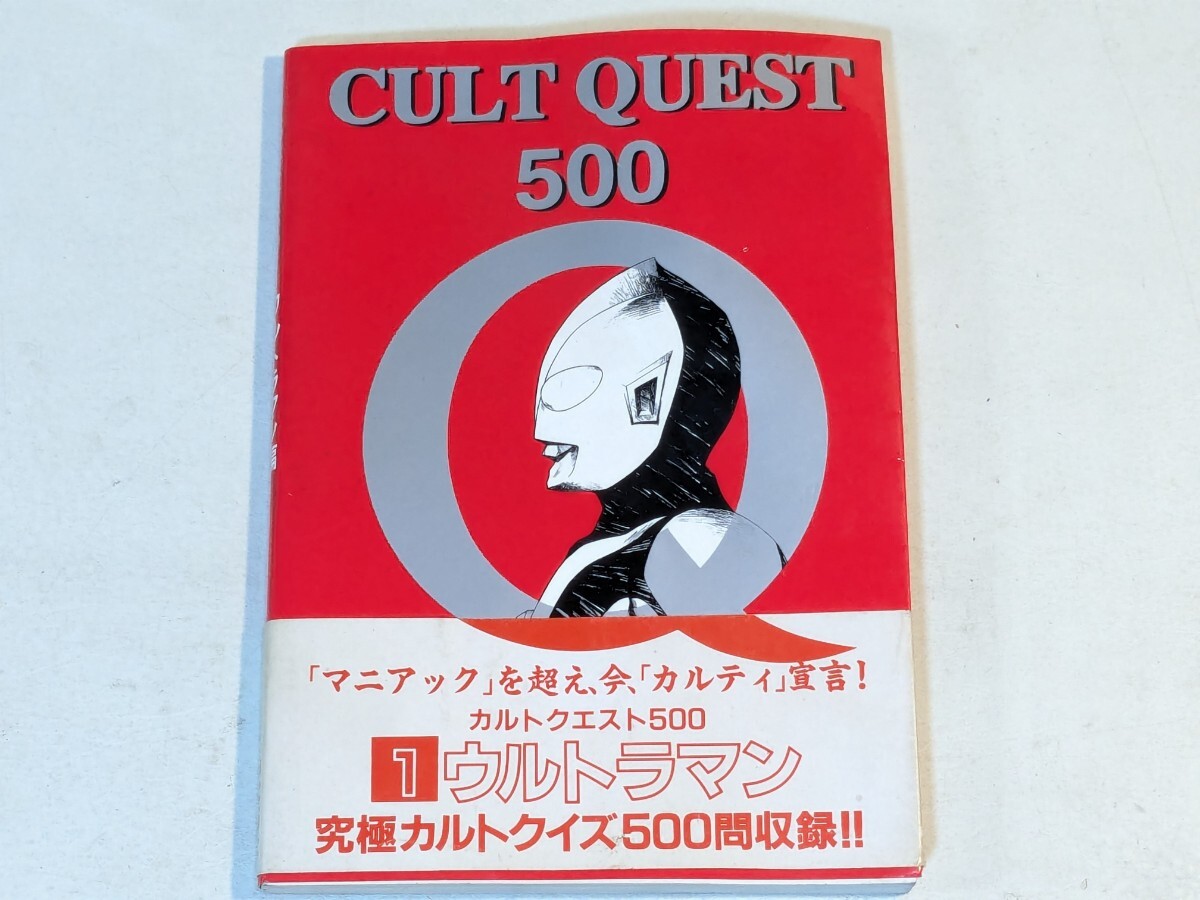 CULT QUEST
500
「マニアック」を超え、今、「カルティ」宣言!
カルトクエスト500
1 ウルトラマン
究極カルトクイズ500問収録!!